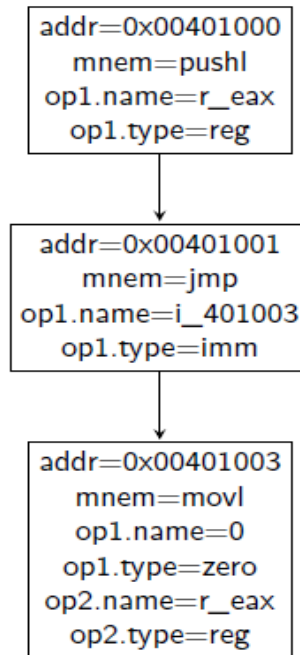 addr=0x00401000
mnem=pushl
op1.name=r_eax
op1.type=reg
addr=0x00401001
mnem=jmp
op1.name=i_401003
op1.type=imm
addr=0x00401003
mnem=movl
op1.name=0
op1.type=zero
op2.name=r_eax
op2.type=reg